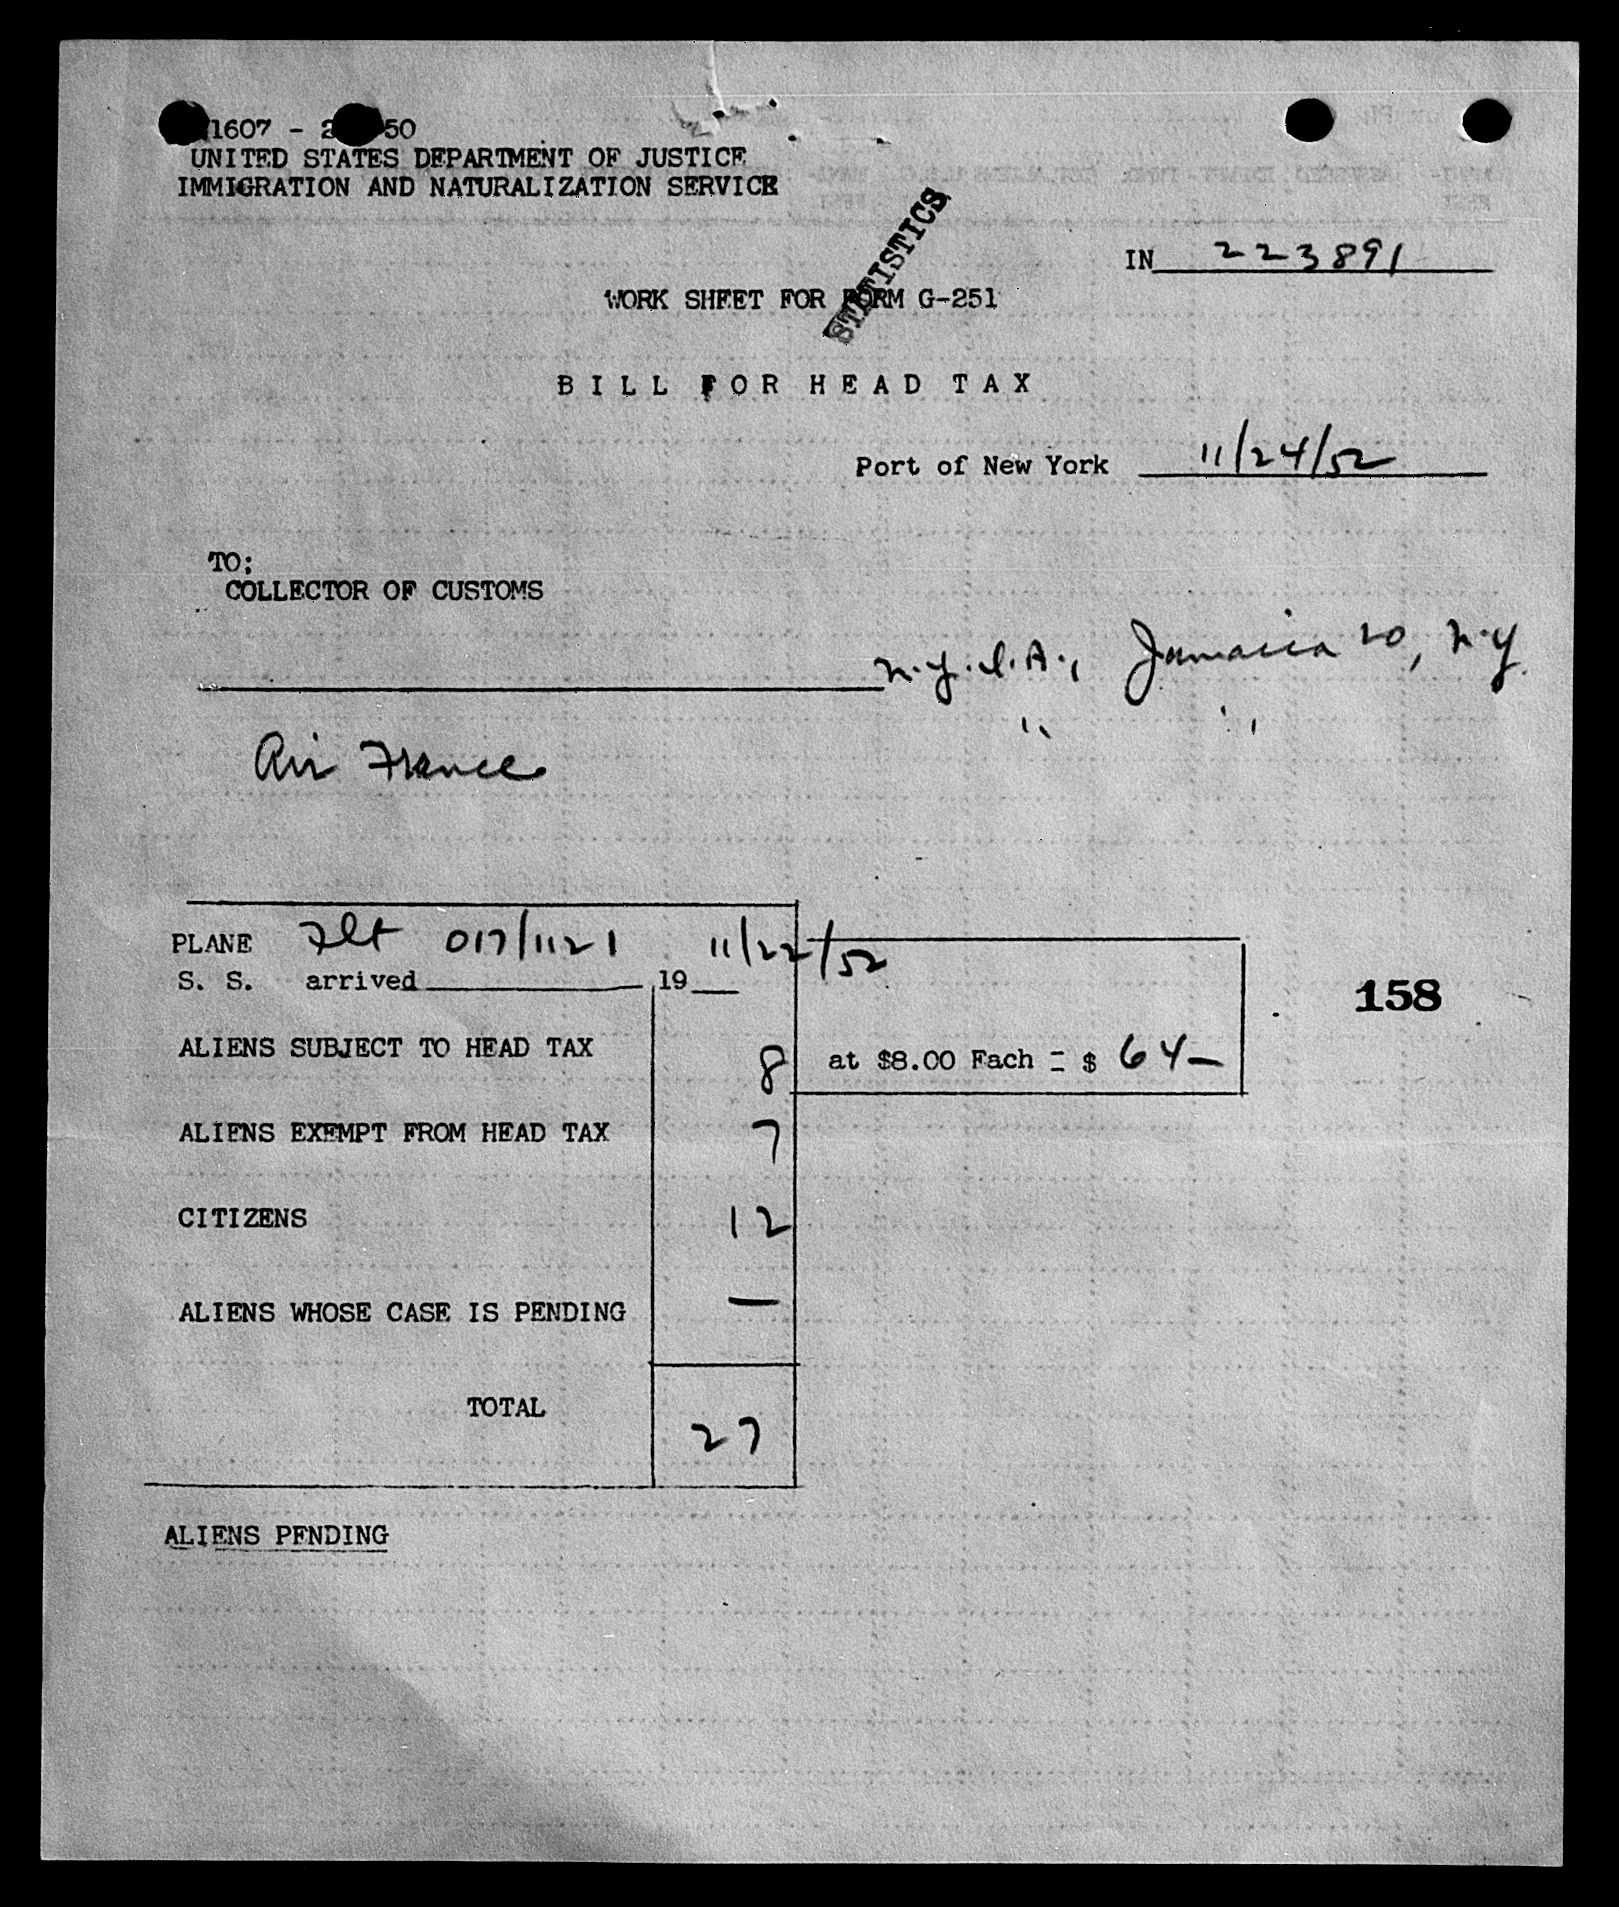 1607 - 2 50
UNITED STATES DEPARTMENT OF JUSTICE
IMMIGRATION AND NATURALIZATION SERVICE
STATISTICS
IN 223891
WORK SHEET FOR FORM G-251
BILL FOR HEAD TAX
Port of New York 11/24/52
TO:
COLLECTOR OF CUSTOMS
N.Y.I.A., Jamaica 20, N.Y.
" "
Air France
PLANE Flt 017/1121 11/22/52
S. S. arrived , 19
158
ALIENS SUBJECT TO HEAD TAX 8 at $8.00 Each = $ 64—
ALIENS EXEMPT FROM HEAD TAX 7
CITIZENS 12
ALIENS WHOSE CASE IS PENDING —
TOTAL 27
ALIENS PENDING